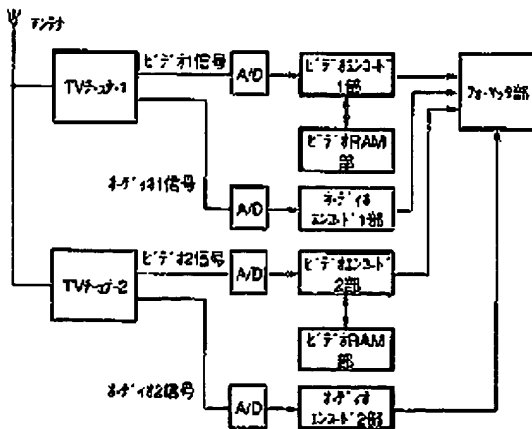 アンテナ
ビデオ1信号
TVチューナ-1
A/D
ビデオエンコード
1部
フォーマッタ部
ビデオRAM
部
オーディオ1信号
A/D
オーディオ
エンコード1部
ビデオ2信号
TVチューナ-2
A/D
ビデオエンコード
2部
ビデオRAM
部
オーディオ2信号
A/D
オーディオ
エンコード2部